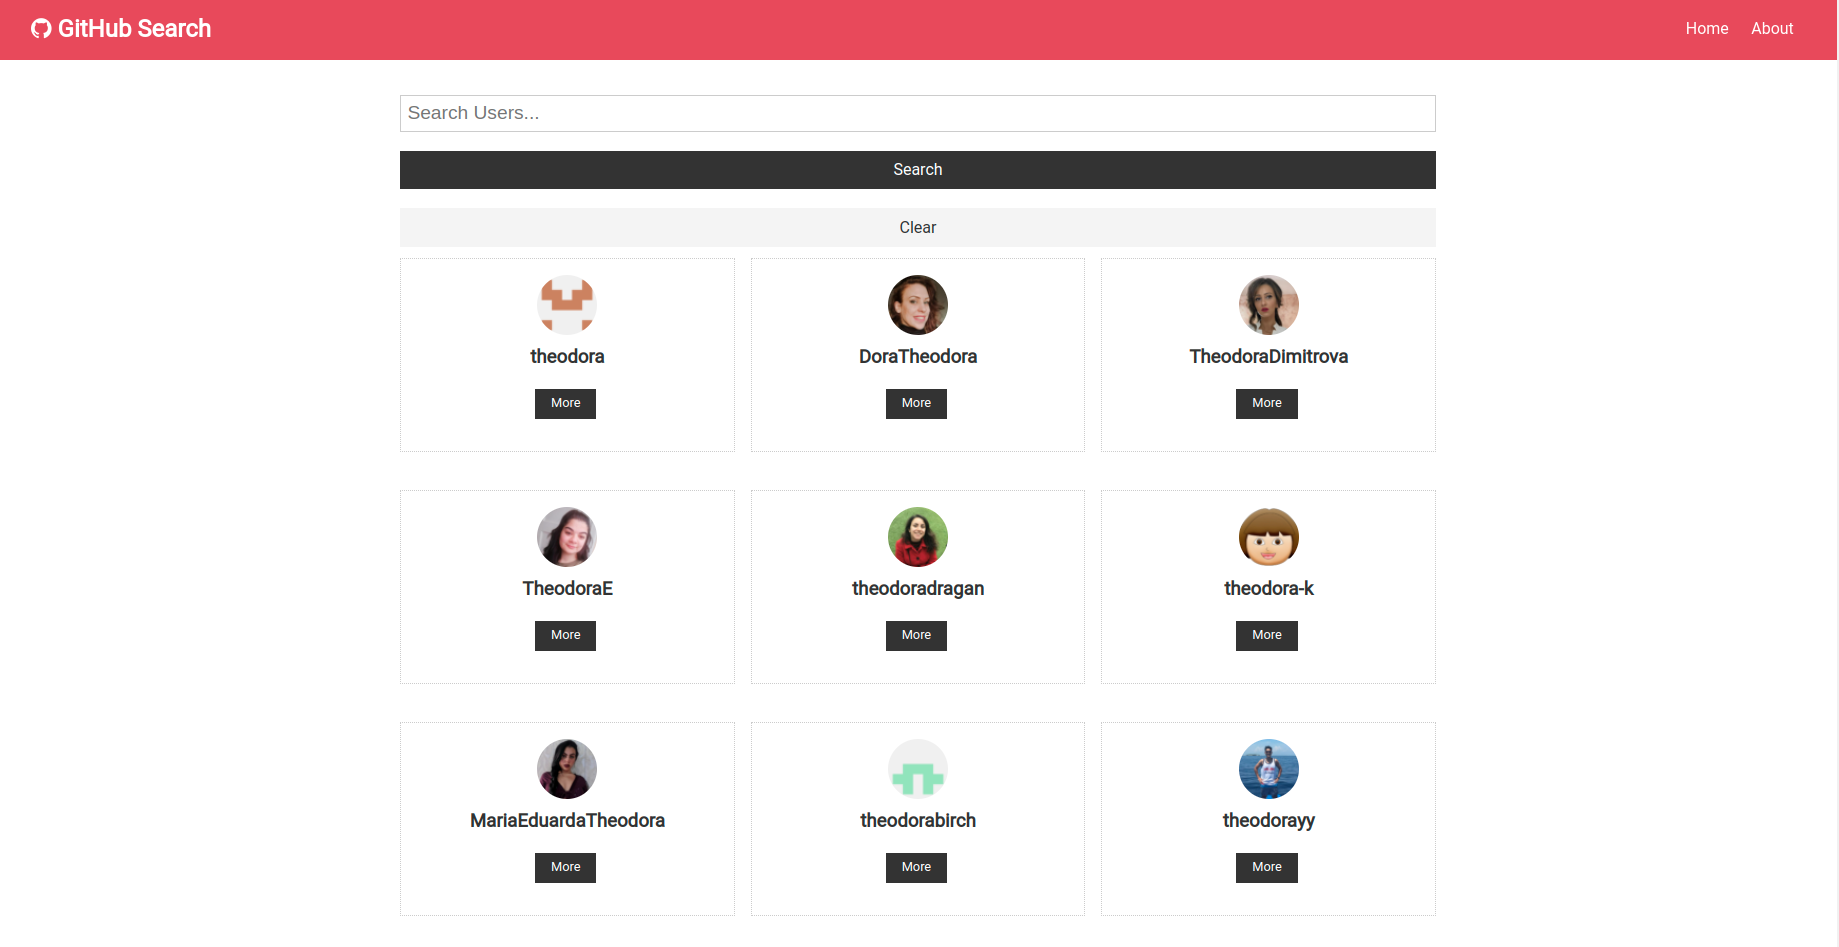 GitHub Search
Home About
Search Users...
Search
Clear
theodora
More
DoraTheodora
More
TheodoraDimitrova
More
TheodoraE
More
theodoradragan
More
theodora-k
More
MariaEduardaTheodora
More
theodorabirch
More
theodorayy
More